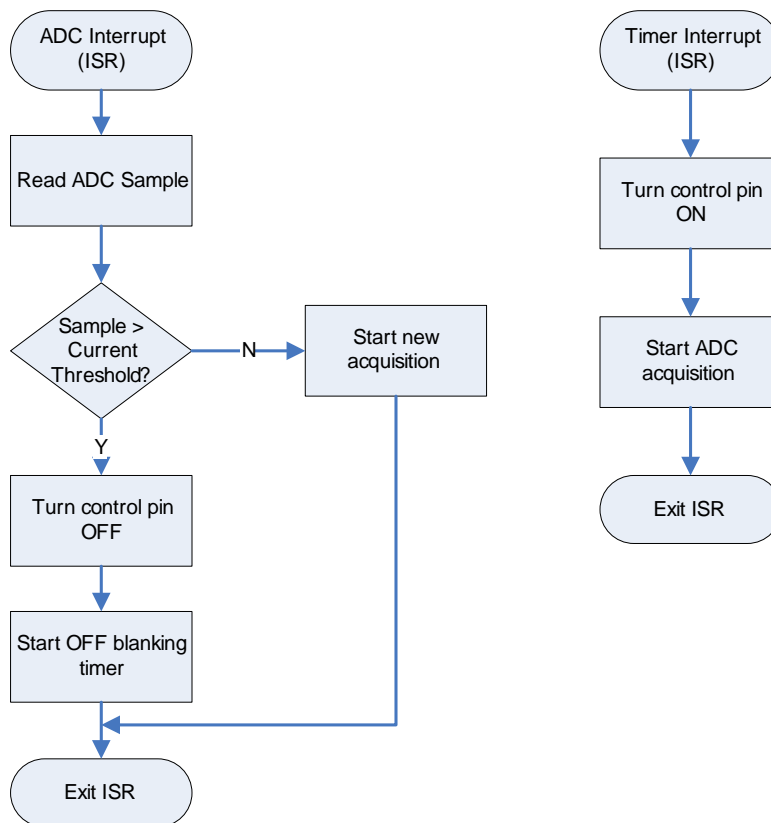 ADC Interrupt
(ISR)
Read ADC Sample
Sample >
Current
Threshold?
N
Start new
acquisition
Y
Turn control pin
OFF
Start OFF blanking
timer
Exit ISR
Timer Interrupt
(ISR)
Turn control pin
ON
Start ADC
acquisition
Exit ISR